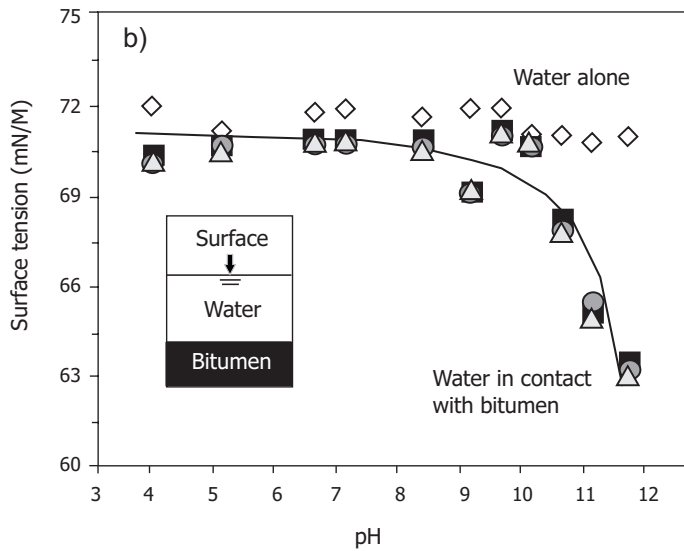 b)
Water alone
Surface tension (mN/M)
75
72
69
66
63
60
Surface
Water
Bitumen
Water in contact
with bitumen
3 4 5 6 7 8 9 10 11 12
pH